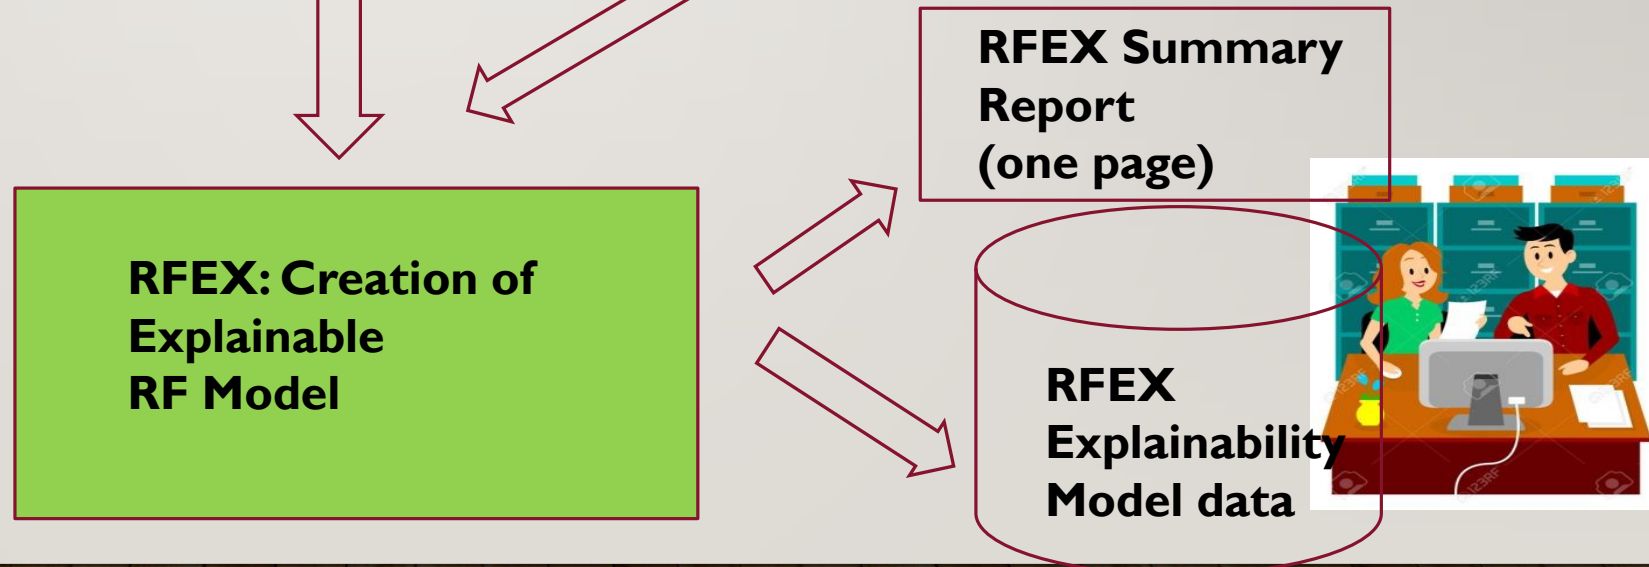 RFEX Summary
Report
(one page)
RFEX: Creation of
Explainable
RF Model
RFEX
Explainability
Model data